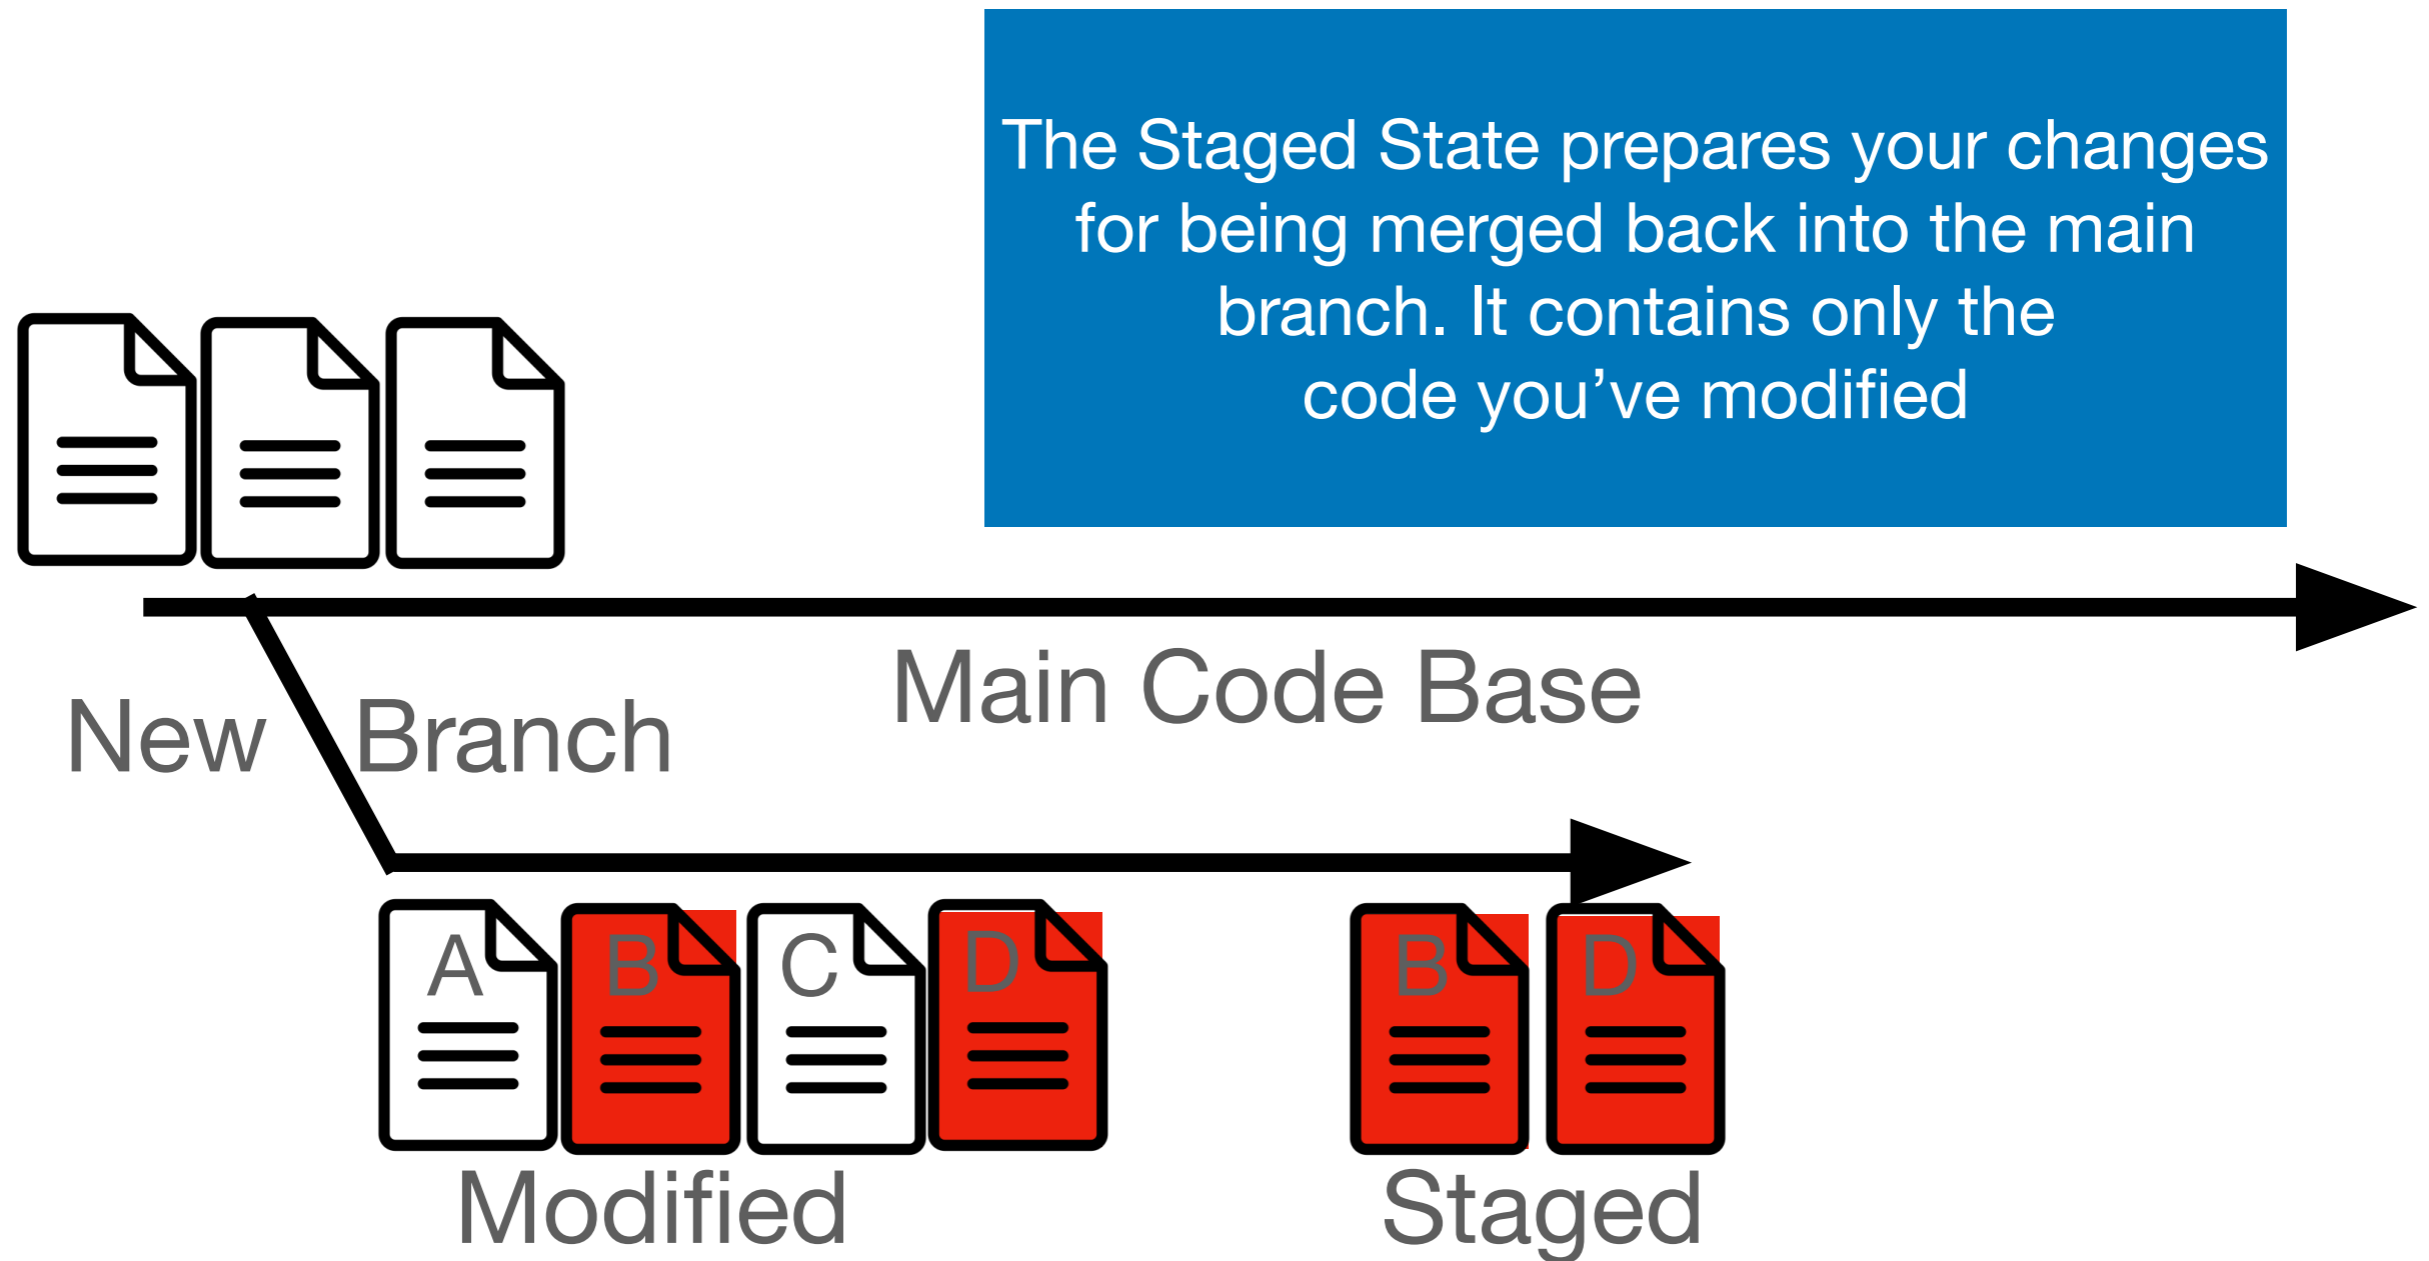 The Staged State prepares your changes
for being merged back into the main
branch. It contains only the
code you’ve modified
Main Code Base
New Branch
A B C D
B D
Modified
Staged